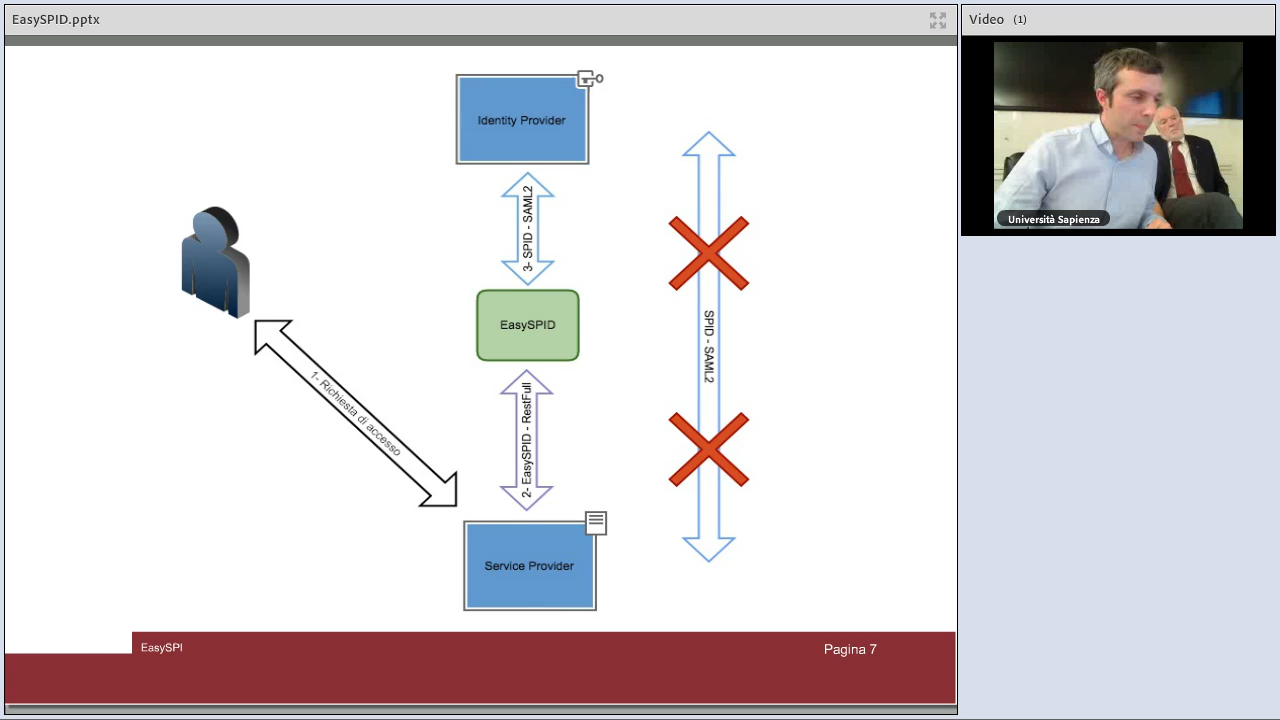 EasySPID.pptx
Video (1)
Identity Provider
3- SPID - SAML2
EasySPID
1- Richiesta di accesso
2- EasySPID - RestFull
SPID - SAML2
Service Provider
Università Sapienza
EasySPI
Pagina 7